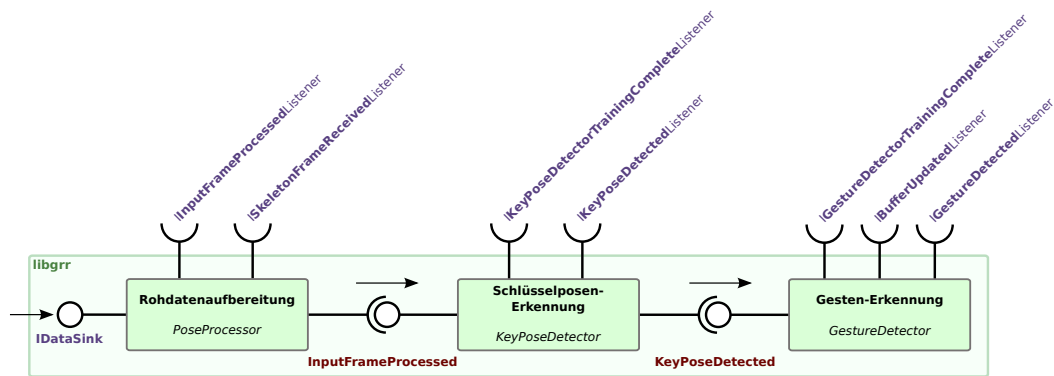 IInputFrameProcessedListener
ISkeletonFrameReceivedListener
IKeyPoseDetectorTrainingCompleteListener
IKeyPoseDetectedListener
IGestureDetectorTrainingCompleteListener
IBufferUpdatedListener
IGestureDetectedListener
libgrr
IDataSink
Rohdatenaufbereitung
PoseProcessor
InputFrameProcessed
Schlüsselposen-
Erkennung
KeyPoseDetector
KeyPoseDetected
Gesten-Erkennung
GestureDetector